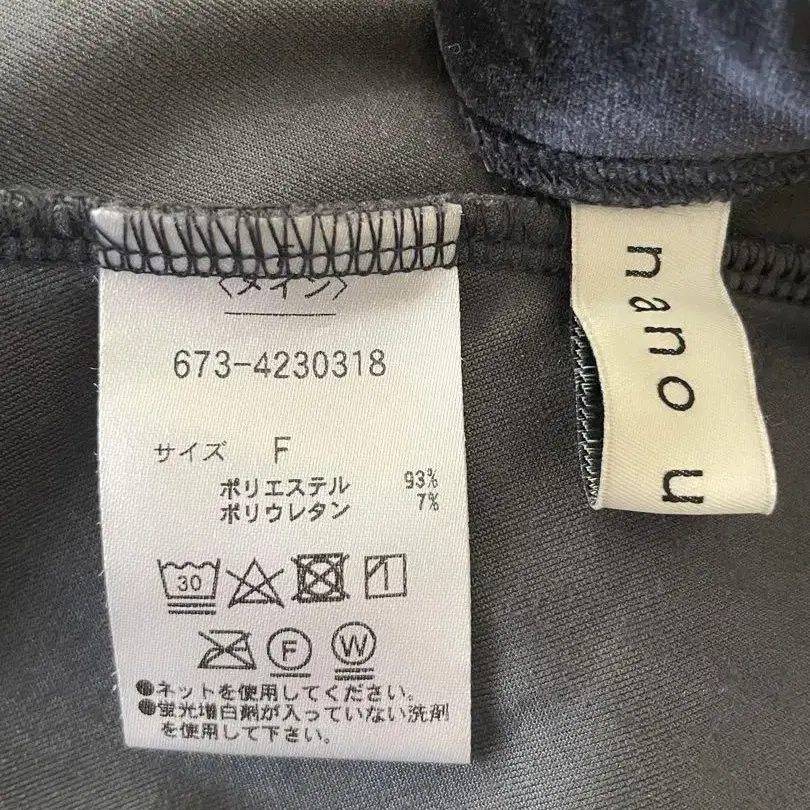 〈メイン〉
673-4230318
サイズ F
ポリエステル 93%
ポリウレタン 7%
30
F
W
●ネットを使用してください。
●蛍光増白剤が入っていない洗剤
を使用して下さい。
nano u